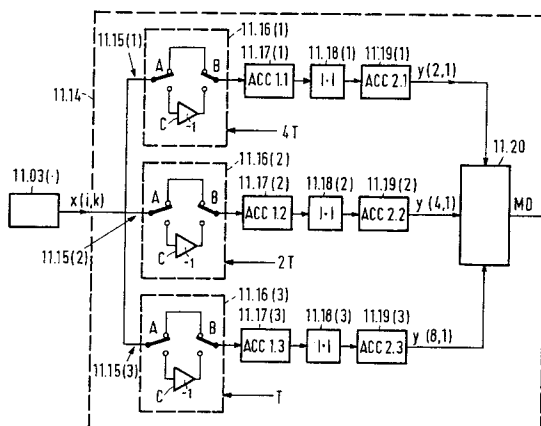 11.16(1)
11.15(1)
11.17(1)
11.18(1)
11.19(1)
A
B
ACC 1.1
|·|
ACC 2.1
y(2,1)
11.14
C
-1
4T
11.20
11.16(2)
11.03(·)
11.17(2)
11.18(2)
11.19(2)
x(i,k)
A
B
ACC 1.2
|·|
ACC 2.2
y(4,1)
MD
11.15(2)
C
-1
2T
11.16(3)
11.17(3)
11.18(3)
11.19(3)
A
B
ACC 1.3
|·|
ACC 2.3
y(8,1)
11.15(3)
C
-1
T